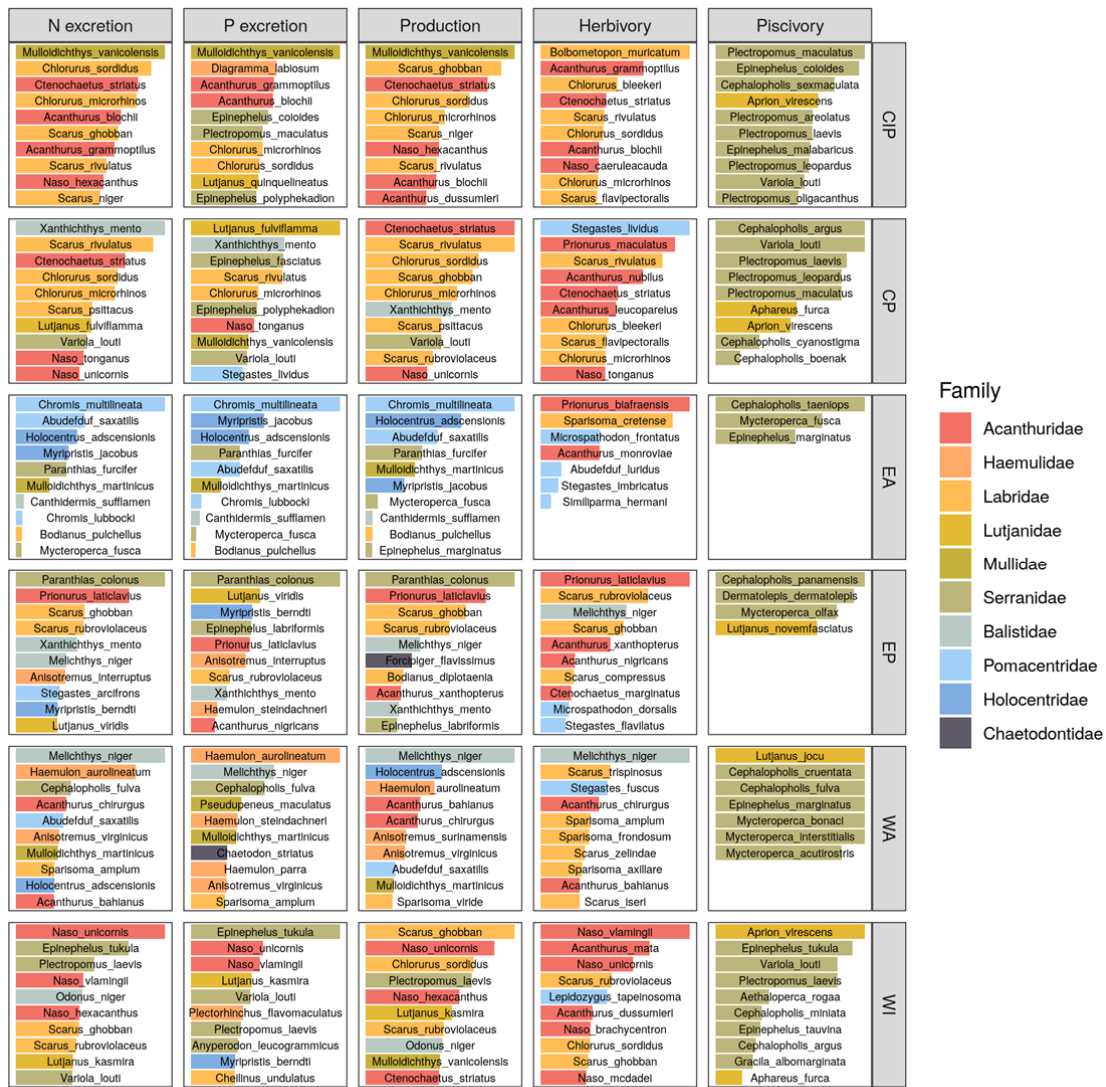 N excretion P excretion Production Herbivory Piscivory
Mulloidichthys_vanicolensis Mulloidichthys_vanicolensis Mulloidichthys_vanicolensis Bolbometopon_muricatum Plectropomus_maculatus
Chlorurus_sordidus Diagramma_labiosum Scarus_ghobban Acanthurus_grammoptilus Epinephelus_coioides
Ctenochaetus_striatus Acanthurus_grammoptilus Ctenochaetus_striatus Chlorurus_bleekeri Cephalopholis_sexmaculata
Chlorurus_microrhinos Acanthurus_blochii Chlorurus_sordidus Ctenochaetus_striatus Aprion_virescens
Acanthurus_blochii Epinephelus_coioides Chlorurus_microrhinos Scarus_rivulatus Plectropomus_areolatus
Scarus_ghobban Plectropomus_maculatus Scarus_niger Chlorurus_sordidus Plectropomus_laevis
Acanthurus_grammoptilus Chlorurus_microrhinos Naso_hexacanthus Acanthurus_blochii Epinephelus_malabaricus
Scarus_rivulatus Chlorurus_sordidus Scarus_rivulatus Naso_caeruleacauda Plectropomus_leopardus
Naso_hexacanthus Lutjanus_quinquelineatus Acanthurus_blochii Chlorurus_microrhinos Variola_louti
Scarus_niger Epinephelus_polyphekadion Acanthurus_dussumieri Scarus_flavipectoralis Plectropomus_oligacanthus
CIP
Xanthichthys_mento Lutjanus_fulviflamma Ctenochaetus_striatus Stegastes_lividus Cephalopholis_argus
Scarus_rivulatus Xanthichthys_mento Scarus_rivulatus Prionurus_maculatus Variola_louti
Ctenochaetus_striatus Epinephelus_fasciatus Chlorurus_sordidus Scarus_rivulatus Plectropomus_laevis
Chlorurus_sordidus Scarus_rivulatus Scarus_ghobban Acanthurus_nubilus Plectropomus_leopardus
Chlorurus_microrhinos Chlorurus_microrhinos Chlorurus_microrhinos Ctenochaetus_striatus Plectropomus_maculatus
Scarus_psittacus Epinephelus_polyphekadion Xanthichthys_mento Acanthurus_leucopareius Aphareus_furca
Lutjanus_fulviflamma Naso_tonganus Scarus_psittacus Chlorurus_bleekeri Aprion_virescens
Variola_louti Mulloidichthys_vanicolensis Variola_louti Scarus_flavipectoralis Cephalopholis_cyanostigma
Naso_tonganus Variola_louti Scarus_rubroviolaceus Chlorurus_microrhinos Cephalopholis_boenak
Naso_unicornis Stegastes_lividus Naso_unicornis Naso_tonganus
CP
Chromis_multilineata Chromis_multilineata Chromis_multilineata Prionurus_biafraensis Cephalopholis_taeniops
Abudefduf_saxatilis Myripristis_jacobus Holocentrus_adscensionis Sparisoma_cretense Mycteroperca_fusca
Holocentrus_adscensionis Holocentrus_adscensionis Abudefduf_saxatilis Microspathodon_frontatus Epinephelus_marginatus
Myripristis_jacobus Paranthias_furcifer Paranthias_furcifer Acanthurus_monroviae
Paranthias_furcifer Abudefduf_saxatilis Mulloidichthys_martinicus Abudefduf_luridus
Mulloidichthys_martinicus Mulloidichthys_martinicus Myripristis_jacobus Stegastes_imbricatus
Canthidermis_sufflamen Chromis_lubbocki Mycteroperca_fusca Similiparma_hermani
Chromis_lubbocki Canthidermis_sufflamen Canthidermis_sufflamen
Bodianus_pulchellus Mycteroperca_fusca Bodianus_pulchellus
Mycteroperca_fusca Bodianus_pulchellus Epinephelus_marginatus
EA
Paranthias_colonus Paranthias_colonus Paranthias_colonus Prionurus_laticlavius Cephalopholis_panamensis
Prionurus_laticlavius Lutjanus_viridis Prionurus_laticlavius Scarus_rubroviolaceus Dermatolepis_dermatolepis
Scarus_ghobban Myripristis_berndti Scarus_ghobban Melichthys_niger Mycteroperca_olfax
Scarus_rubroviolaceus Epinephelus_labriformis Scarus_rubroviolaceus Scarus_ghobban Lutjanus_novemfasciatus
Xanthichthys_mento Prionurus_laticlavius Melichthys_niger Acanthurus_xanthopterus
Melichthys_niger Anisotremus_interruptus Forcipiger_flavissimus Acanthurus_nigricans
Anisotremus_interruptus Scarus_rubroviolaceus Bodianus_diplotaenia Scarus_compressus
Stegastes_arcifrons Xanthichthys_mento Acanthurus_xanthopterus Ctenochaetus_marginatus
Myripristis_berndti Haemulon_steindachneri Xanthichthys_mento Microspathodon_dorsalis
Lutjanus_viridis Acanthurus_nigricans Epinephelus_labriformis Stegastes_flavilatus
EP
Melichthys_niger Haemulon_aurolineatum Melichthys_niger Melichthys_niger Lutjanus_jocu
Haemulon_aurolineatum Melichthys_niger Holocentrus_adscensionis Scarus_trispinosus Cephalopholis_cruentata
Cephalopholis_fulva Cephalopholis_fulva Haemulon_aurolineatum Stegastes_fuscus Cephalopholis_fulva
Acanthurus_chirurgus Pseudupeneus_maculatus Acanthurus_bahianus Acanthurus_chirurgus Epinephelus_marginatus
Abudefduf_saxatilis Haemulon_steindachneri Acanthurus_chirurgus Sparisoma_amplum Mycteroperca_bonaci
Anisotremus_virginicus Mulloidichthys_martinicus Anisotremus_surinamensis Sparisoma_frondosum Mycteroperca_interstitialis
Mulloidichthys_martinicus Chaetodon_striatus Anisotremus_virginicus Scarus_zelindae Mycteroperca_acutirostris
Sparisoma_amplum Haemulon_parra Abudefduf_saxatilis Sparisoma_axillare
Holocentrus_adscensionis Anisotremus_virginicus Mulloidichthys_martinicus Acanthurus_bahianus
Acanthurus_bahianus Sparisoma_amplum Sparisoma_viride Scarus_iseri
WA
Naso_unicornis Epinephelus_tukula Scarus_ghobban Naso_vlamingii Aprion_virescens
Epinephelus_tukula Naso_unicornis Naso_unicornis Acanthurus_mata Epinephelus_tukula
Plectropomus_laevis Naso_vlamingii Chlorurus_sordidus Naso_unicornis Variola_louti
Naso_vlamingii Lutjanus_kasmira Plectropomus_laevis Scarus_rubroviolaceus Plectropomus_laevis
Odonus_niger Variola_louti Naso_hexacanthus Lepidozygus_tapeinosoma Aethaloperca_rogaa
Naso_hexacanthus Plectorhinchus_flavomaculatus Lutjanus_kasmira Acanthurus_dussumieri Cephalopholis_miniata
Scarus_ghobban Plectropomus_laevis Scarus_rubroviolaceus Naso_brachycentron Epinephelus_tauvina
Scarus_rubroviolaceus Anyperodon_leucogrammicus Odonus_niger Chlorurus_sordidus Cephalopholis_argus
Lutjanus_kasmira Myripristis_berndti Mulloidichthys_vanicolensis Scarus_ghobban Gracila_albomarginata
Variola_louti Cheilinus_undulatus Ctenochaetus_striatus Naso_mcdadei Aphareus_furca
WI
Family
Acanthuridae
Haemulidae
Labridae
Lutjanidae
Mullidae
Serranidae
Balistidae
Pomacentridae
Holocentridae
Chaetodontidae